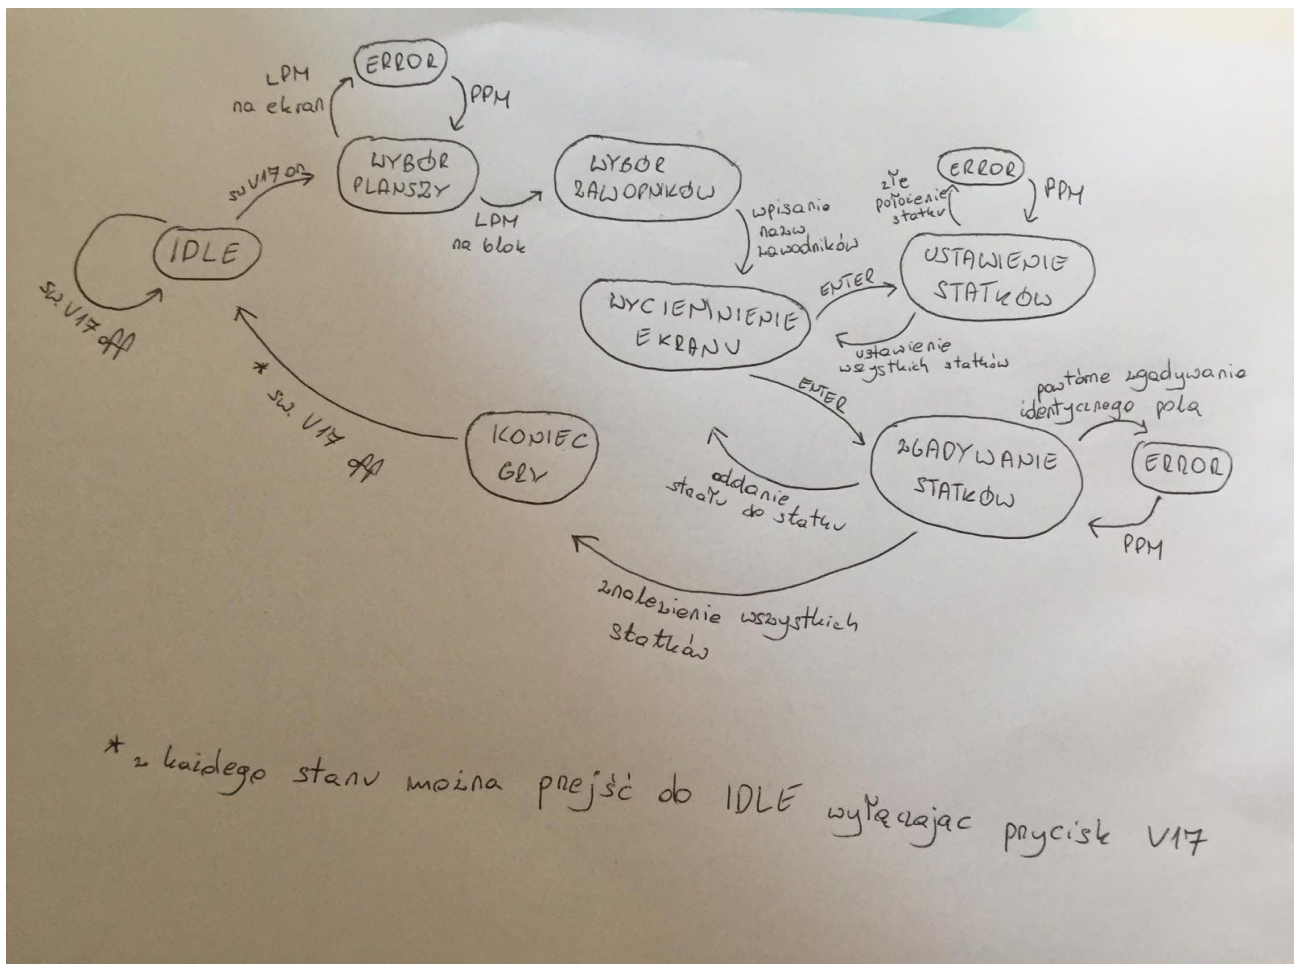 ERROR
LPM
na ekran
PPM
WYBÓR
PLANSZY
sw V17 on
LPM
na blok
WYBÓR
ZAWODNIKÓW
wpisanie
nazw
zawodników
IDLE
sw. V17 off
ERROR
złe
położenie
statku
PPM
USTAWIENIE
STATKÓW
WYCIEMNIENIE
EKRANU
ENTER
ustawienie
wszystkich statków
ENTER
* sw. V17 off
KONIEC
GRY
ZGADYWANIE
STATKÓW
powtórne zgadywanie
identycznego pola
ERROR
PPM
oddanie
strzału do statku
znalezienie wszystkich
statków
* z każdego stanu można przejść do IDLE wyłączając przycisk V17